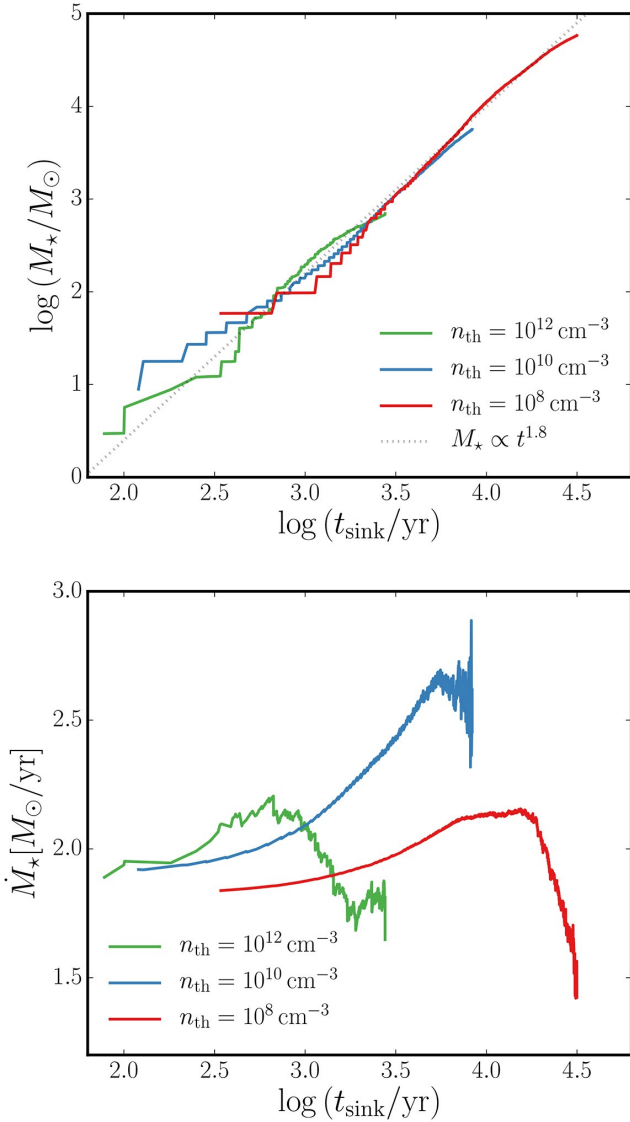 5
4
3
2
1
0
log (M⋆/M⊙)
n_th = 10^12 cm^−3
n_th = 10^10 cm^−3
n_th = 10^8 cm^−3
M⋆ ∝ t^1.8
2.0 2.5 3.0 3.5 4.0 4.5
log (t_sink/yr)
3.0
2.5
2.0
1.5
Ṁ⋆[M⊙/yr]
n_th = 10^12 cm^−3
n_th = 10^10 cm^−3
n_th = 10^8 cm^−3
2.0 2.5 3.0 3.5 4.0 4.5
log (t_sink/yr)